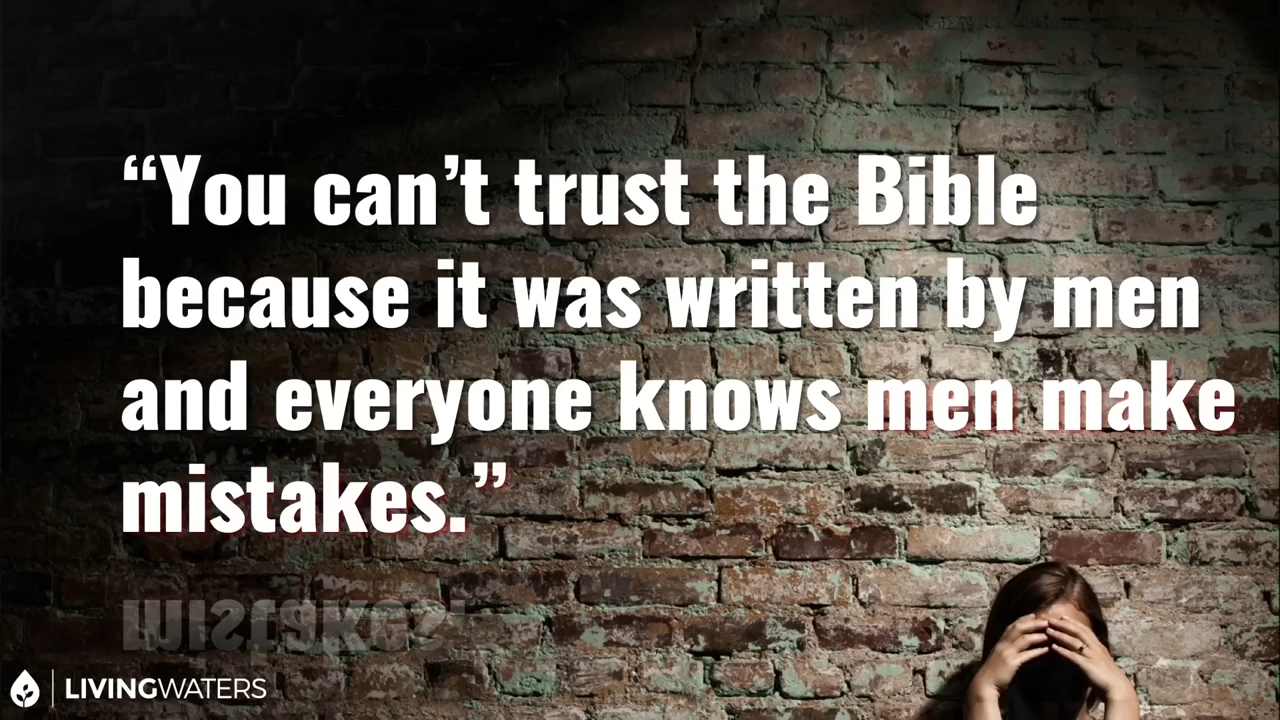 “You can’t trust the Bible
because it was written by men
and everyone knows men make
mistakes.”
LIVINGWATERS